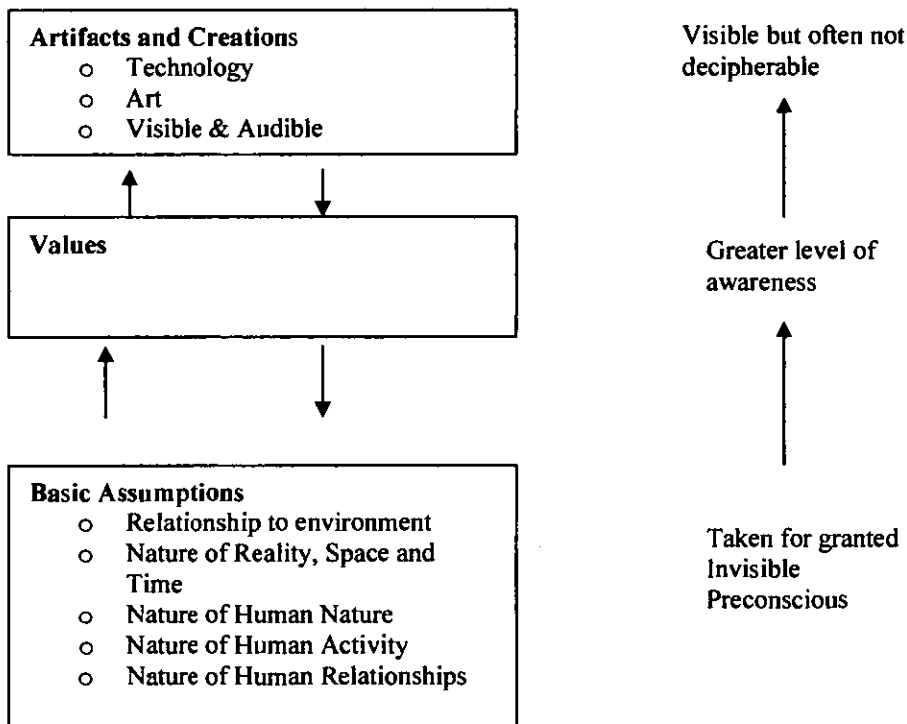 Artifacts and Creations
o Technology
o Art
o Visible & Audible
Visible but often not
decipherable
Values
Greater level of
awareness
Basic Assumptions
o Relationship to environment
o Nature of Reality, Space and
Time
o Nature of Human Nature
o Nature of Human Activity
o Nature of Human Relationships
Taken for granted
Invisible
Preconscious